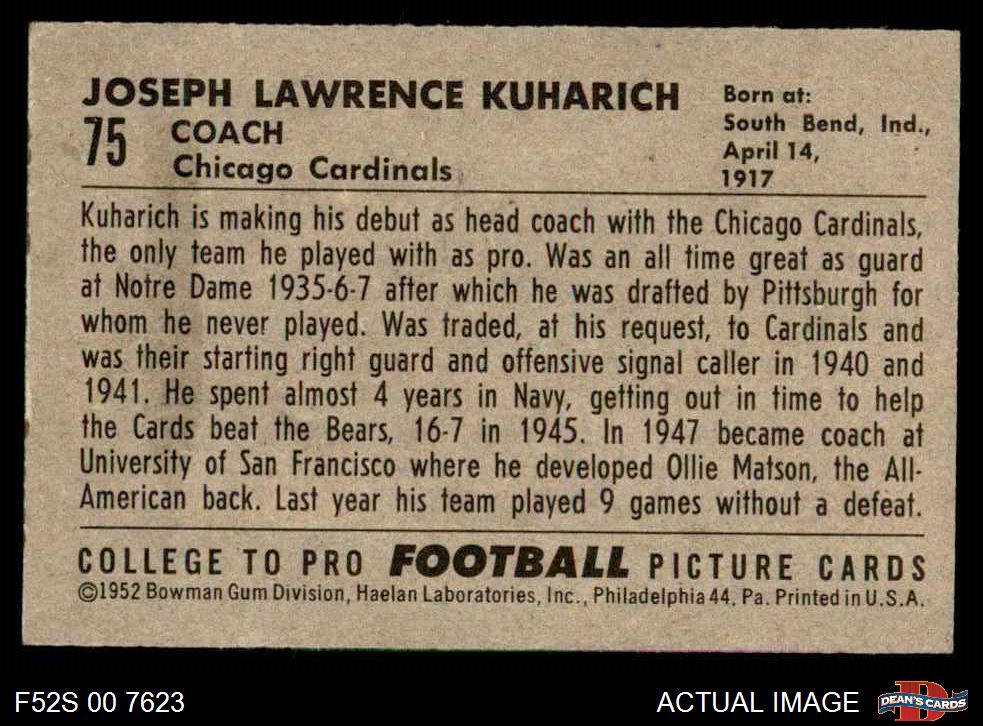 JOSEPH LAWRENCE KUHARICH
75 COACH
Chicago Cardinals
Born at:
South Bend, Ind.,
April 14,
1917
Kuharich is making his debut as head coach with the Chicago Cardinals,
the only team he played with as pro. Was an all time great as guard
at Notre Dame 1935-6-7 after which he was drafted by Pittsburgh for
whom he never played. Was traded, at his request, to Cardinals and
was their starting right guard and offensive signal caller in 1940 and
1941. He spent almost 4 years in Navy, getting out in time to help
the Cards beat the Bears, 16-7 in 1945. In 1947 became coach at
University of San Francisco where he developed Ollie Matson, the All-
American back. Last year his team played 9 games without a defeat.
COLLEGE TO PRO FOOTBALL PICTURE CARDS
©1952 Bowman Gum Division, Haelan Laboratories, Inc., Philadelphia 44, Pa. Printed in U.S.A.
F52S 00 7623
ACTUAL IMAGE
DEAN'S CARDS